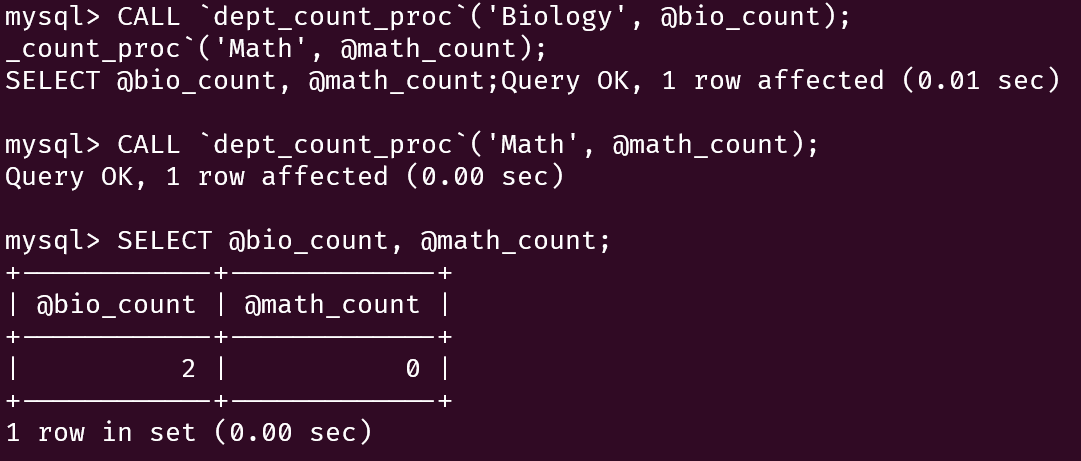 mysql> CALL `dept_count_proc`('Biology', @bio_count);
_count_proc`('Math', @math_count);
SELECT @bio_count, @math_count;Query OK, 1 row affected (0.01 sec)
mysql> CALL `dept_count_proc`('Math', @math_count);
Query OK, 1 row affected (0.00 sec)
mysql> SELECT @bio_count, @math_count;
+------------+-------------+
| @bio_count | @math_count |
+------------+-------------+
|          2 |           0 |
+------------+-------------+
1 row in set (0.00 sec)